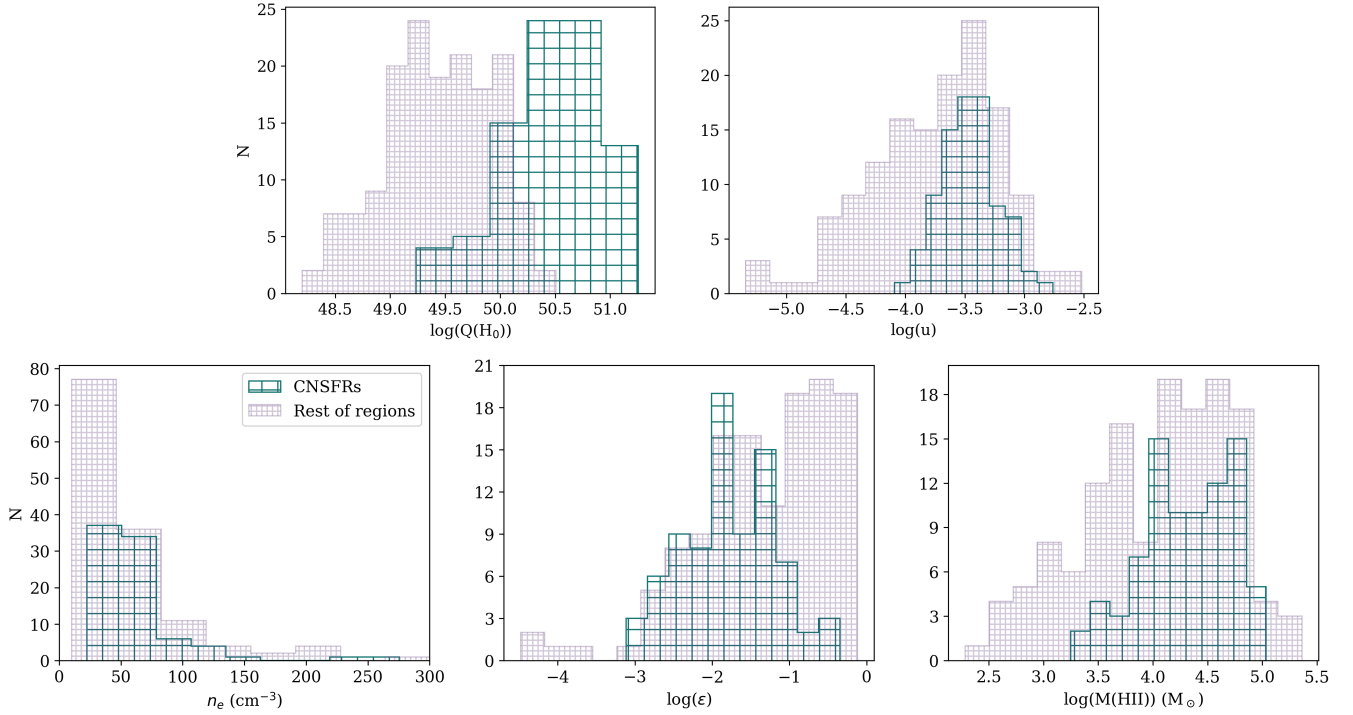 N
25
20
15
10
5
0
48.5 49.0 49.5 50.0 50.5 51.0
log(Q(H₀))
25
20
15
10
5
0
−5.0 −4.5 −4.0 −3.5 −3.0 −2.5
log(u)
N
80
70
60
50
40
30
20
10
0
0 50 100 150 200 250 300
nₑ (cm⁻³)
CNSFRs
Rest of regions
21
18
15
12
9
6
3
0
−4 −3 −2 −1
log(ε)
18
15
12
9
6
3
0
2.5 3.0 3.5 4.0 4.5 5.0 5.5
log(M(HII)) (M⊙)